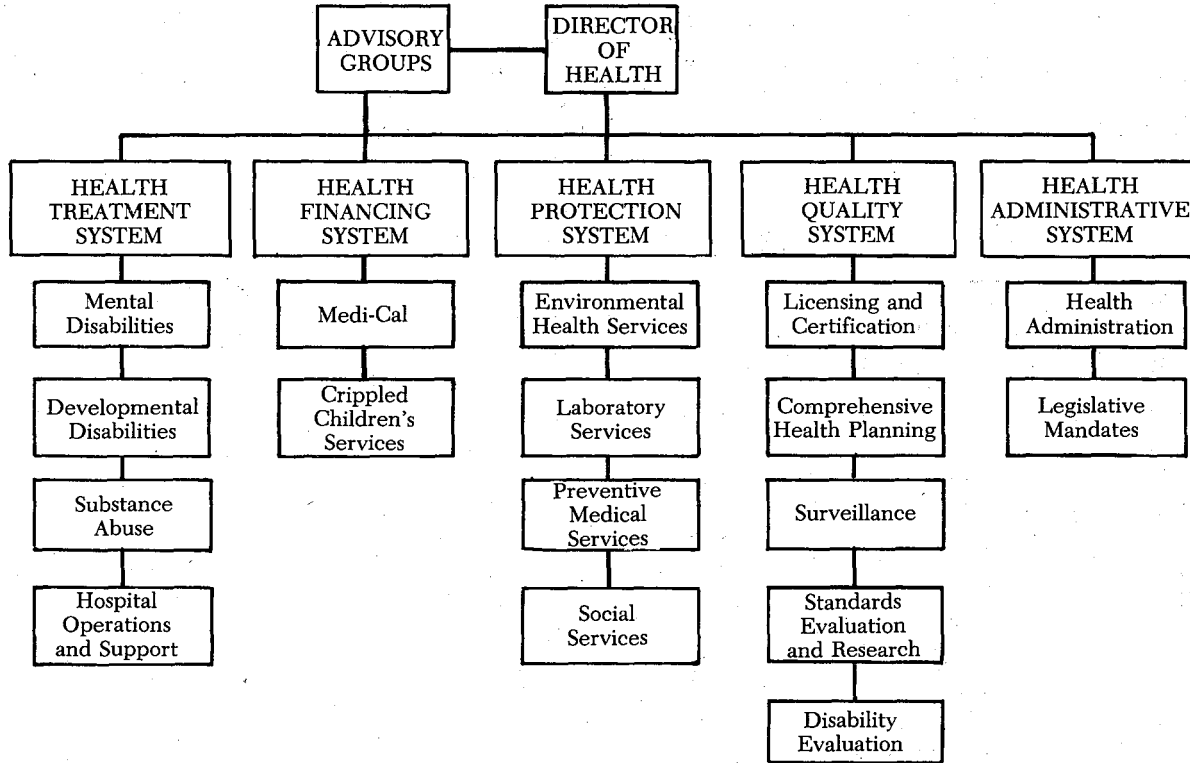 ADVISORY
GROUPS
DIRECTOR
OF
HEALTH
HEALTH
TREATMENT
SYSTEM
HEALTH
FINANCING
SYSTEM
HEALTH
PROTECTION
SYSTEM
HEALTH
QUALITY
SYSTEM
HEALTH
ADMINISTRATIVE
SYSTEM
Mental
Disabilities
Medi-Cal
Environmental
Health Services
Licensing and
Certification
Health
Administration
Developmental
Disabilities
Crippled
Children's
Services
Laboratory
Services
Comprehensive
Health Planning
Legislative
Mandates
Substance
Abuse
Preventive
Medical
Services
Surveillance
Hospital
Operations
and Support
Social
Services
Standards
Evaluation
and Research
Disability
Evaluation